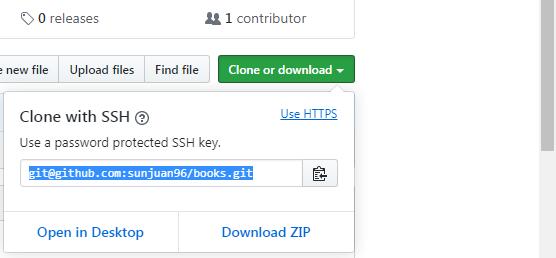 0 releases
1 contributor
e new file
Upload files
Find file
Clone or download
Clone with SSH
Use HTTPS
Use a password protected SSH key.
git@github.com:sunjuan96/books.git
Open in Desktop
Download ZIP